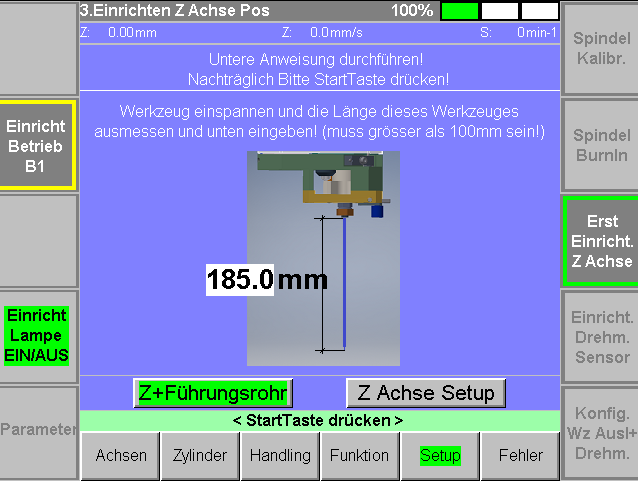 3.Einrichten Z Achse Pos 100%
Z: 0.00mm Z: 0.0mm/s S: 0min-1
Untere Anweisung durchführen!
Nachträglich Bitte StartTaste drücken!
Werkzeug einspannen und die Länge dieses Werkzeuges
ausmessen und unten eingeben! (muss grösser als 100mm sein!)
185.0 mm
Z+Führungsrohr Z Achse Setup
< StartTaste drücken >
Achsen Zylinder Handling Funktion Setup Fehler
Einricht
Betrieb
B1
Einricht
Lampe
EIN/AUS
Parameter
Spindel
Kalibr.
Spindel
BurnIn
Erst
Einricht.
Z Achse
Einricht.
Drehm.
Sensor
Konfig.
Wz Ausl+
Drehm.